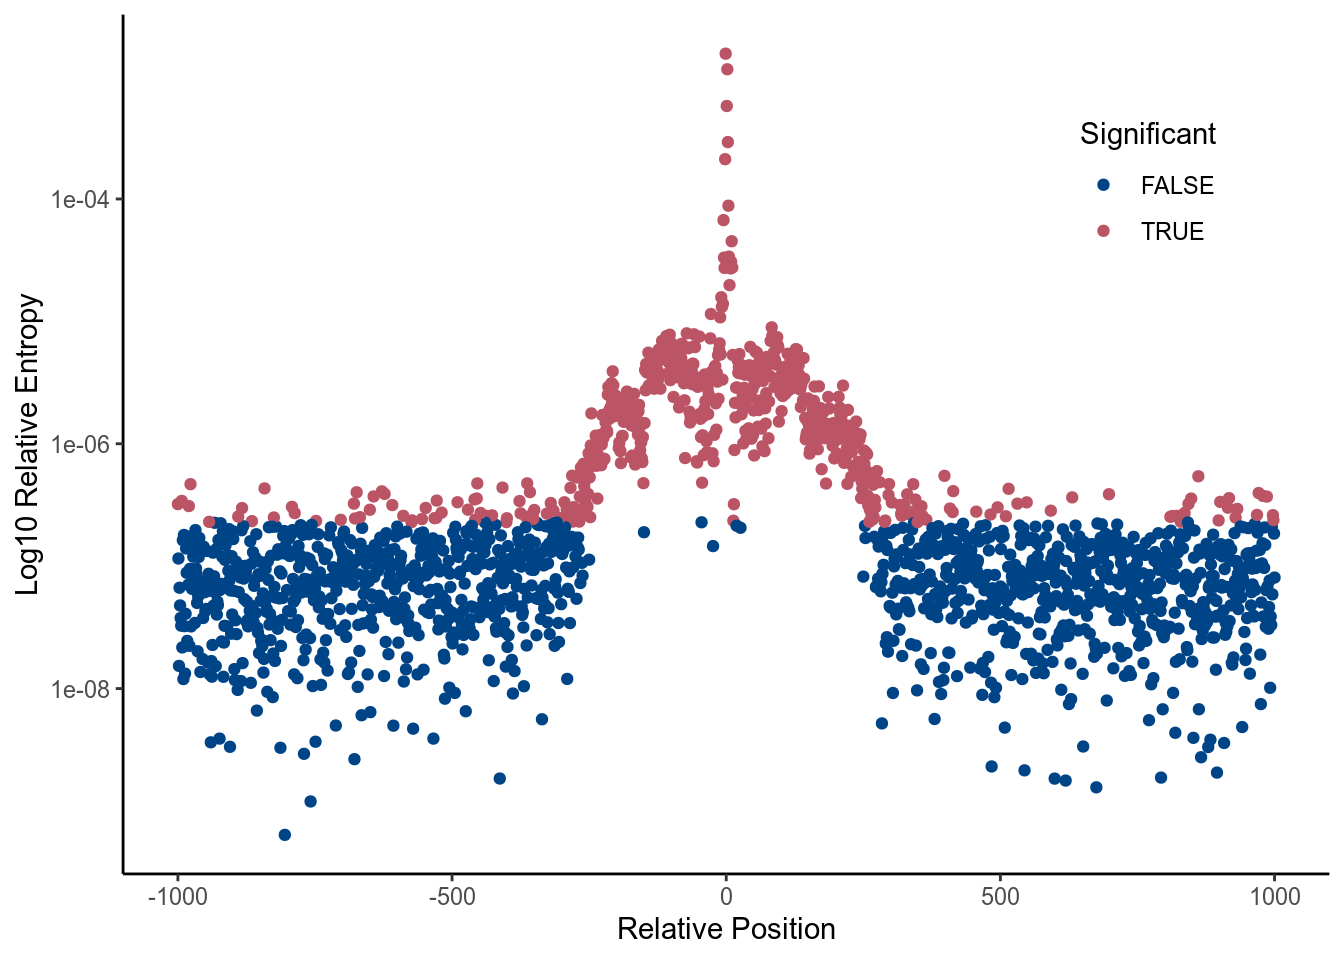 Significant
FALSE
TRUE
Log10 Relative Entropy
1e-04
1e-06
1e-08
-1000
-500
0
500
1000
Relative Position